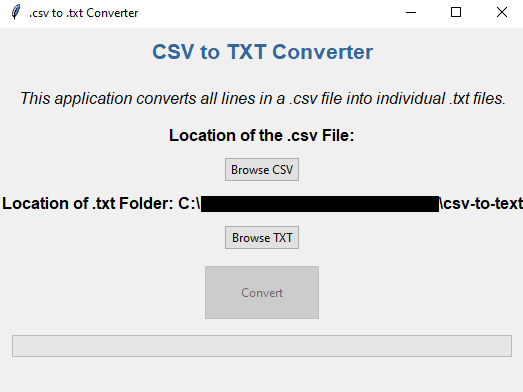 .csv to .txt Converter
CSV to TXT Converter
This application converts all lines in a .csv file into individual .txt files.
Location of the .csv File:
Browse CSV
Location of .txt Folder: C:\ \csv-to-text
Browse TXT
Convert